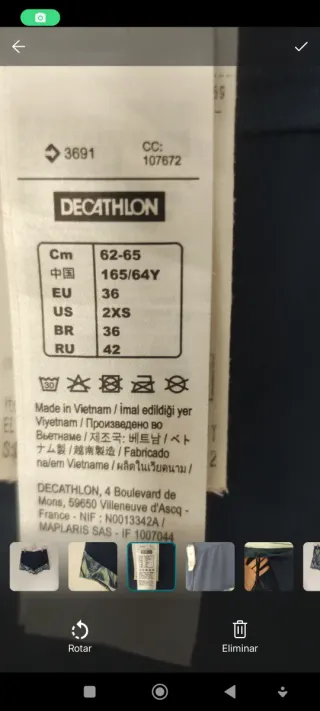 3691
CC:
107672
DECATHLON
Cm 62-65
中国 165/64Y
EU 36
US 2XS
BR 36
RU 42
30
Made in Vietnam / İmal edildiği yer
Viyetnam / Произведено во
Вьетнаме / 제조국: 베트남 / ベト
ナム製 / 越南製造 / Fabricado
na/em Vietname / ผลิตในเวียดนาม /
DECATHLON, 4 Boulevard de
Mons, 59650 Villeneuve d'Ascq -
France - NIF : N0013342A /
MAPLARIS SAS - IF 1007044
Rotar
Eliminar